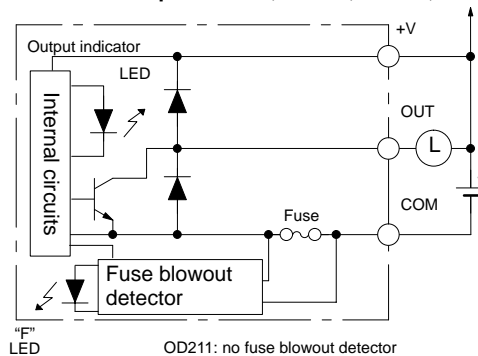 +V
Output indicator
LED
OUT
L
Internal circuits
COM
Fuse
Fuse blowout
detector
"F"
LED
OD211: no fuse blowout detector